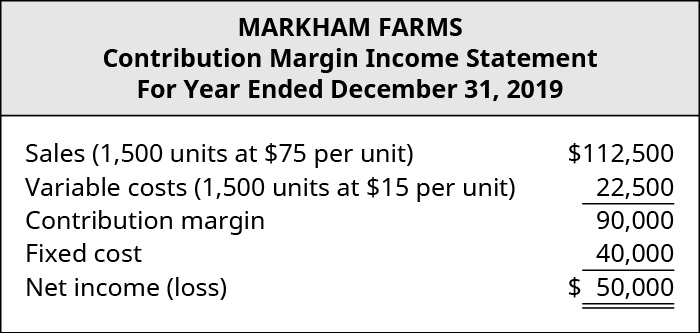 MARKHAM FARMS
Contribution Margin Income Statement
For Year Ended December 31, 2019
Sales (1,500 units at $75 per unit) $112,500
Variable costs (1,500 units at $15 per unit) 22,500
Contribution margin 90,000
Fixed cost 40,000
Net income (loss) $ 50,000